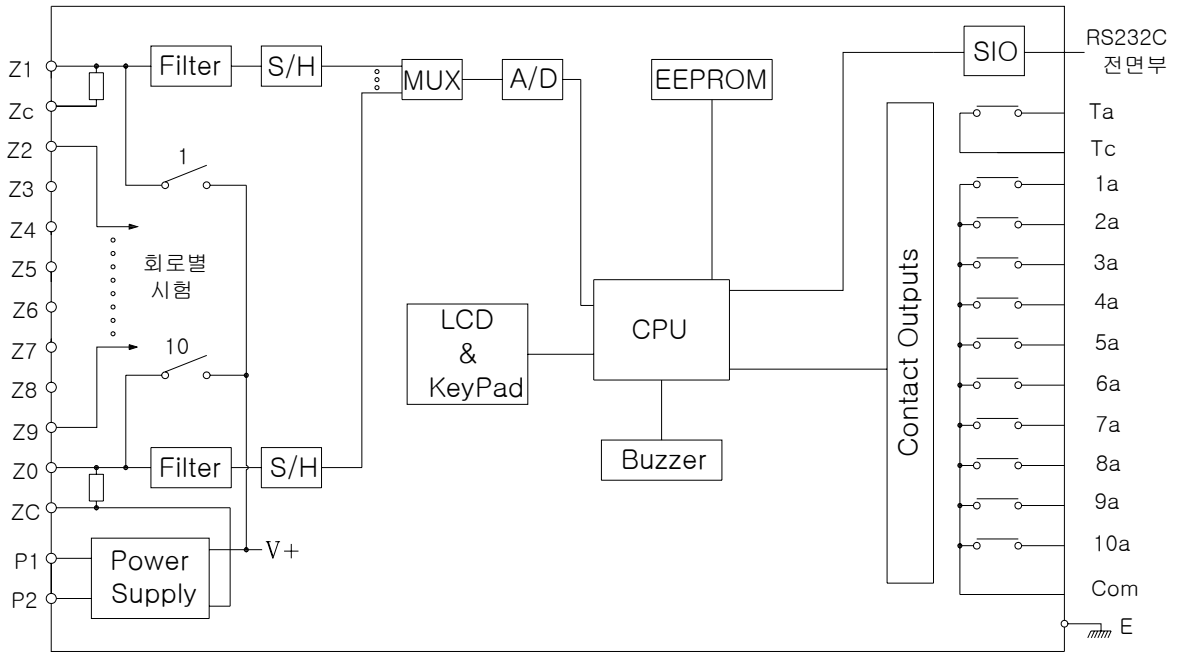 Z1
Zc
Z2
Z3
Z4
Z5
Z6
Z7
Z8
Z9
Z0
ZC
P1
P2
Filter
S/H
MUX
A/D
EEPROM
SIO
RS232C
전면부
1
회로별
시험
10
LCD
&
KeyPad
CPU
Buzzer
Filter
S/H
Power
Supply
V+
Contact Outputs
Ta
Tc
1a
2a
3a
4a
5a
6a
7a
8a
9a
10a
Com
E